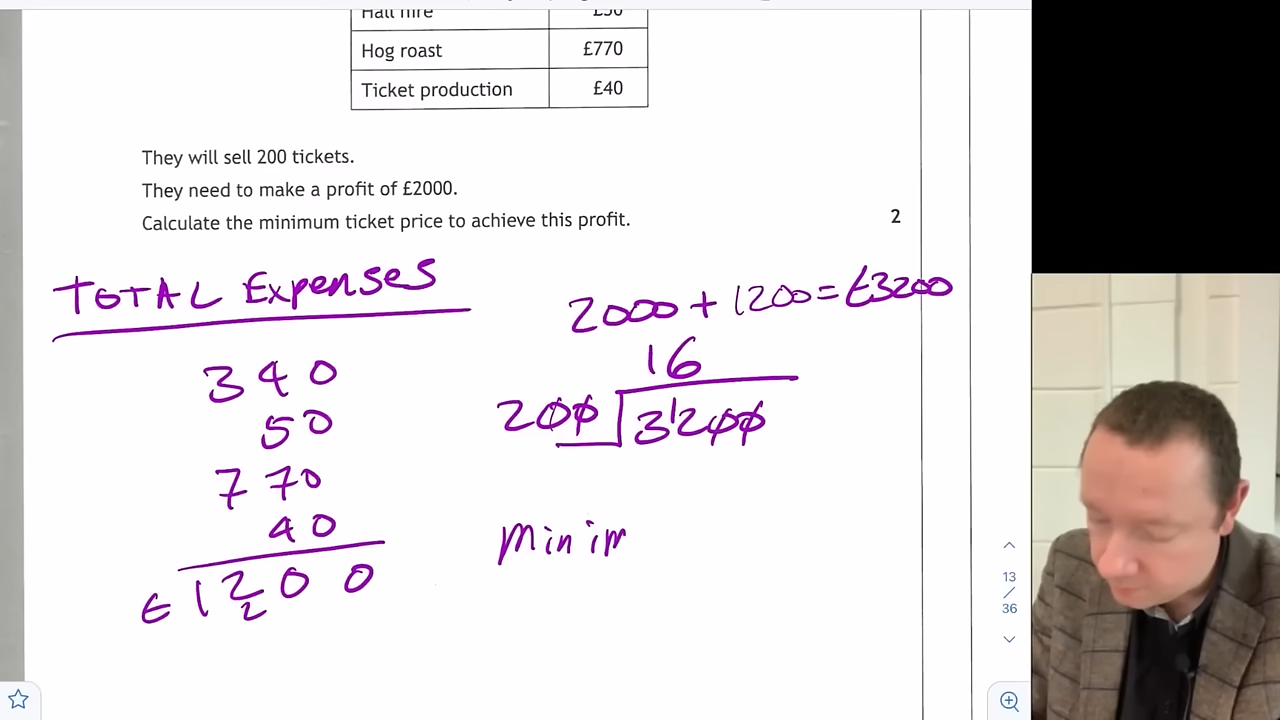 Hall hire £50
Hog roast £770
Ticket production £40
They will sell 200 tickets.
They need to make a profit of £2000.
Calculate the minimum ticket price to achieve this profit.
2
TOTAL Expenses
340
50
770
40
£1200
2
2000 + 1200 = £3200
16
200 31200
Minim
13
/
36